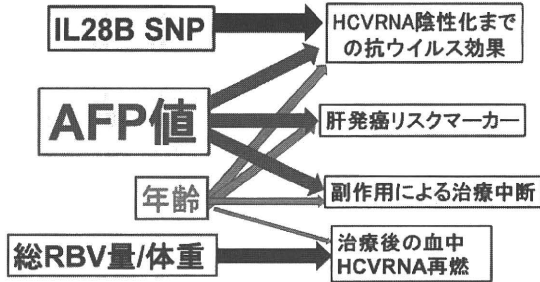 IL28B SNP
HCVRNA陰性化まで
の抗ウイルス効果
AFP値
肝発癌リスクマーカー
年齢
副作用による治療中断
総RBV量/体重
治療後の血中
HCVRNA再燃